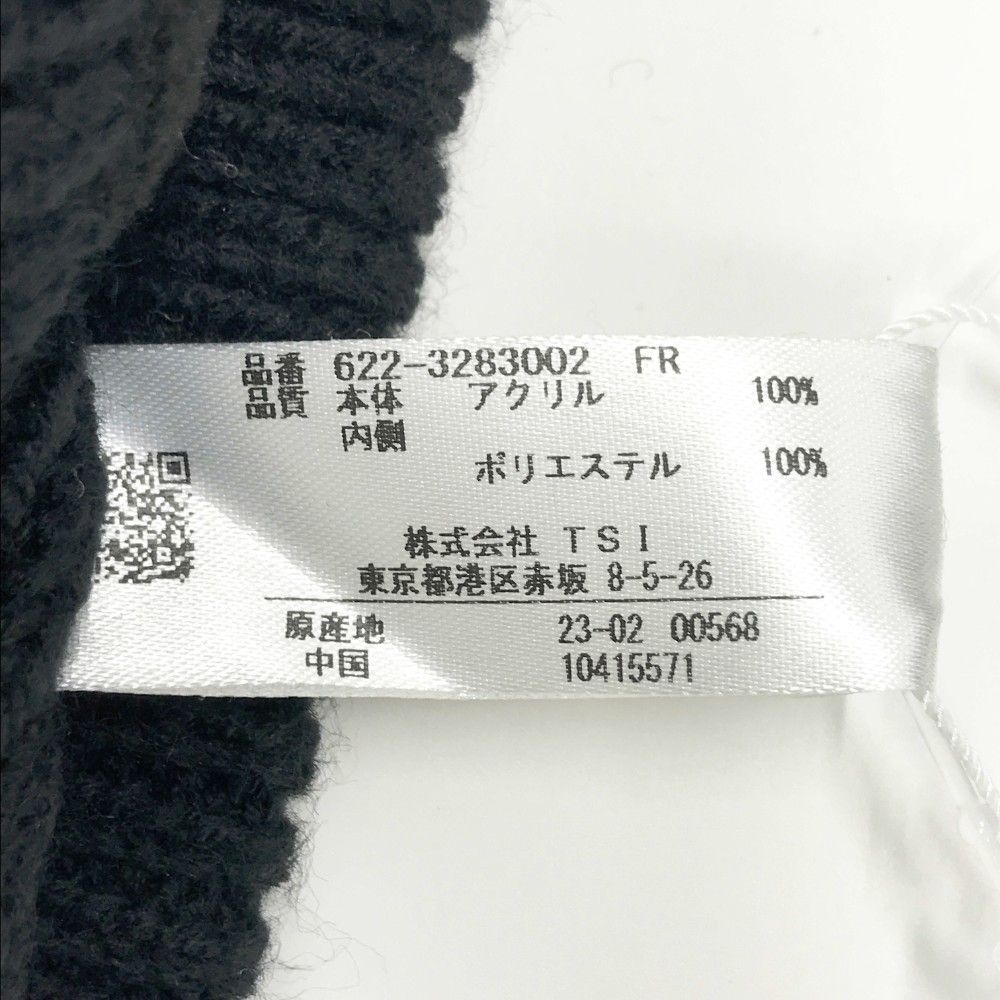 品番 622-3283002 FR
品質 本体 アクリル 100%
内側
ポリエステル 100%
株式会社 TSI
東京都港区赤坂 8-5-26
原産地 23-02 00568
中国 10415571